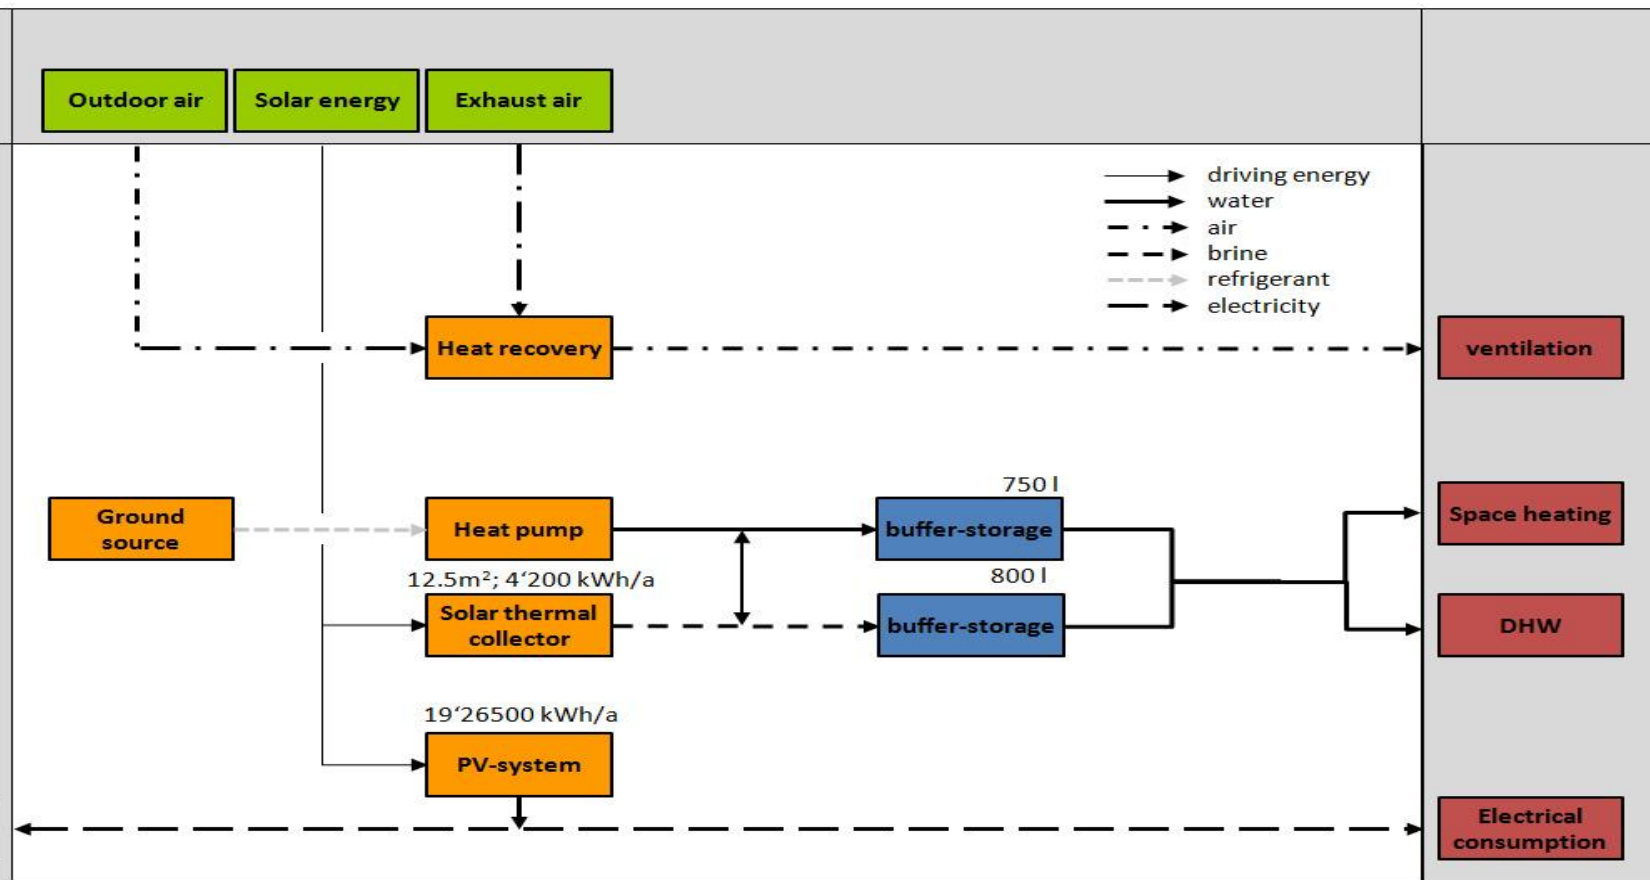 Outdoor air
Solar energy
Exhaust air
driving energy
water
air
brine
refrigerant
electricity
Heat recovery
ventilation
750 l
Ground
source
Heat pump
buffer-storage
Space heating
12.5m²; 4‘200 kWh/a
800 l
Solar thermal
collector
buffer-storage
DHW
19‘26500 kWh/a
PV-system
Electrical
consumption